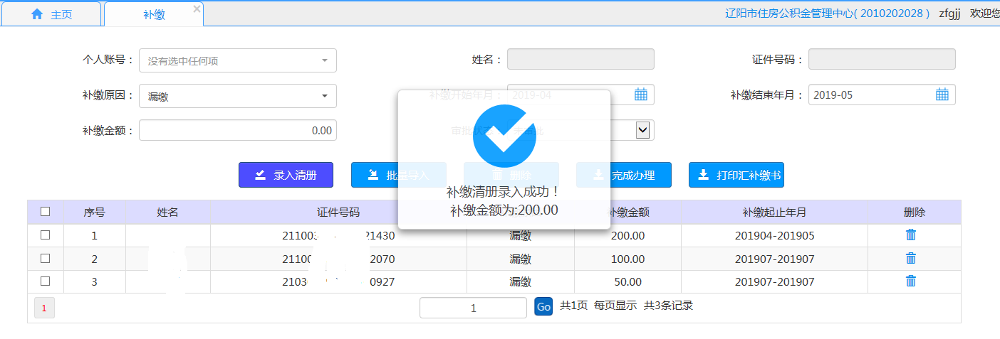 主页 补缴 辽阳市住房公积金管理中心( 2010202028 ) zfgjj 欢迎您
个人账号： 没有选中任何项 姓名： 证件号码：
补缴原因： 漏缴 补缴开始年月： 2019-04 补缴结束年月： 2019-05
补缴金额： 0.00 审批状态： 未审批
录入清册 批量导入 删除 完成办理 打印汇补缴书
补缴清册录入成功！
补缴金额为:200.00
序号 姓名 证件号码 补缴金额 补缴起止年月 删除
1 21100 21430 漏缴 200.00 201904-201905
2 21100 2070 漏缴 100.00 201907-201907
3 2103 0927 漏缴 50.00 201907-201907
1 1 Go 共1页 每页显示 共3条记录